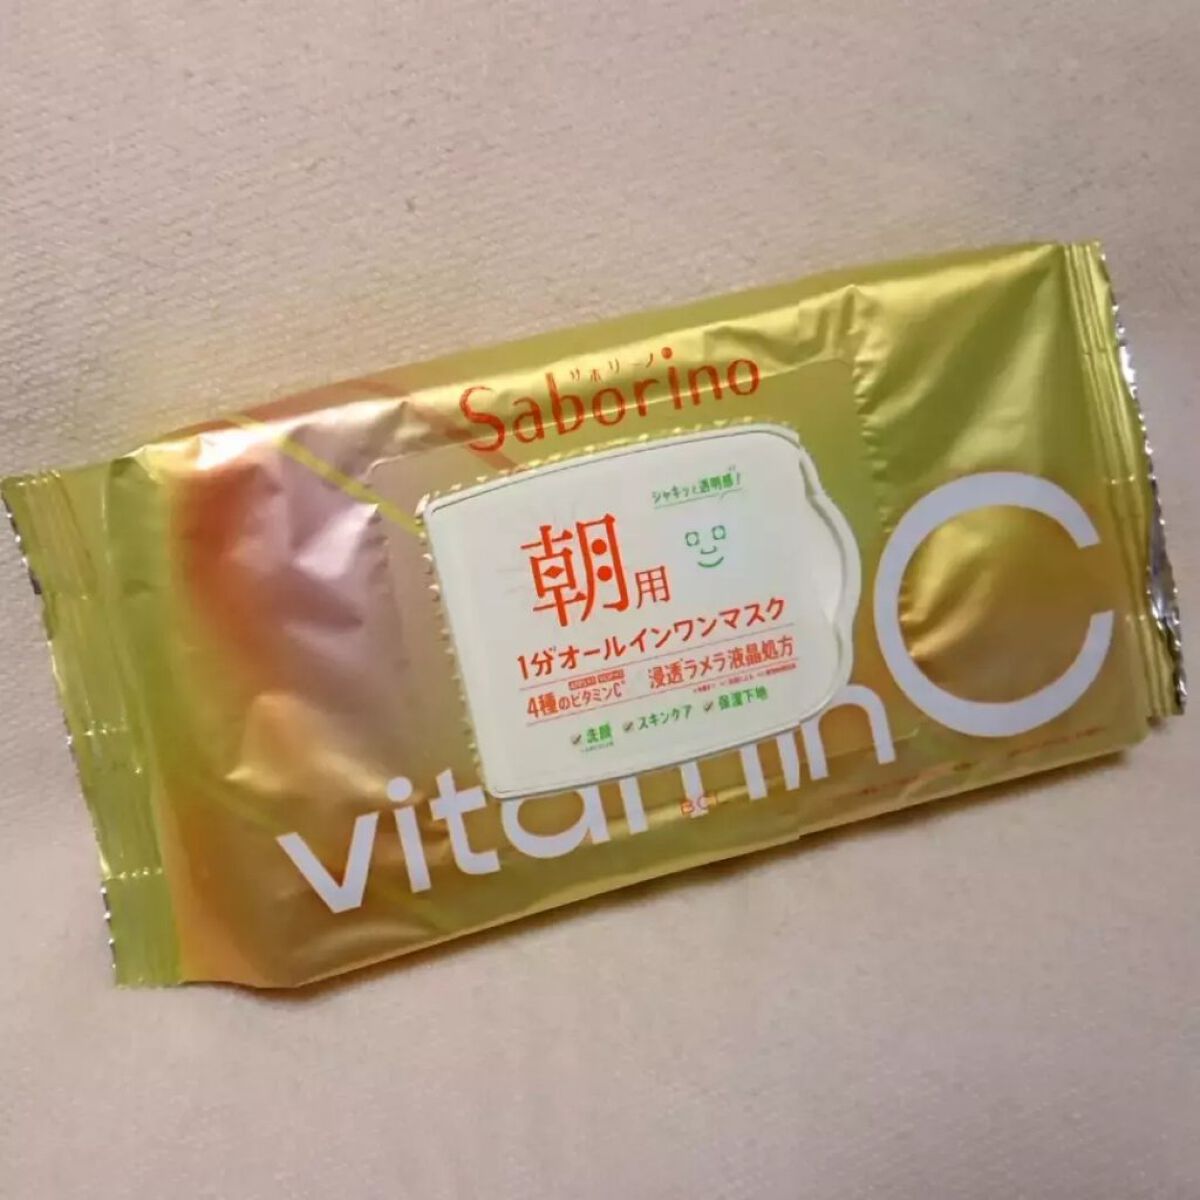 サボリーノ
Saborino
シャキッと透明感!
朝用
1分オールインワンマスク
4種のビタミンC 浸透ラメラ液晶処方
✓洗顔 ✓スキンケア ✓保湿下地
vitamin C
BCL